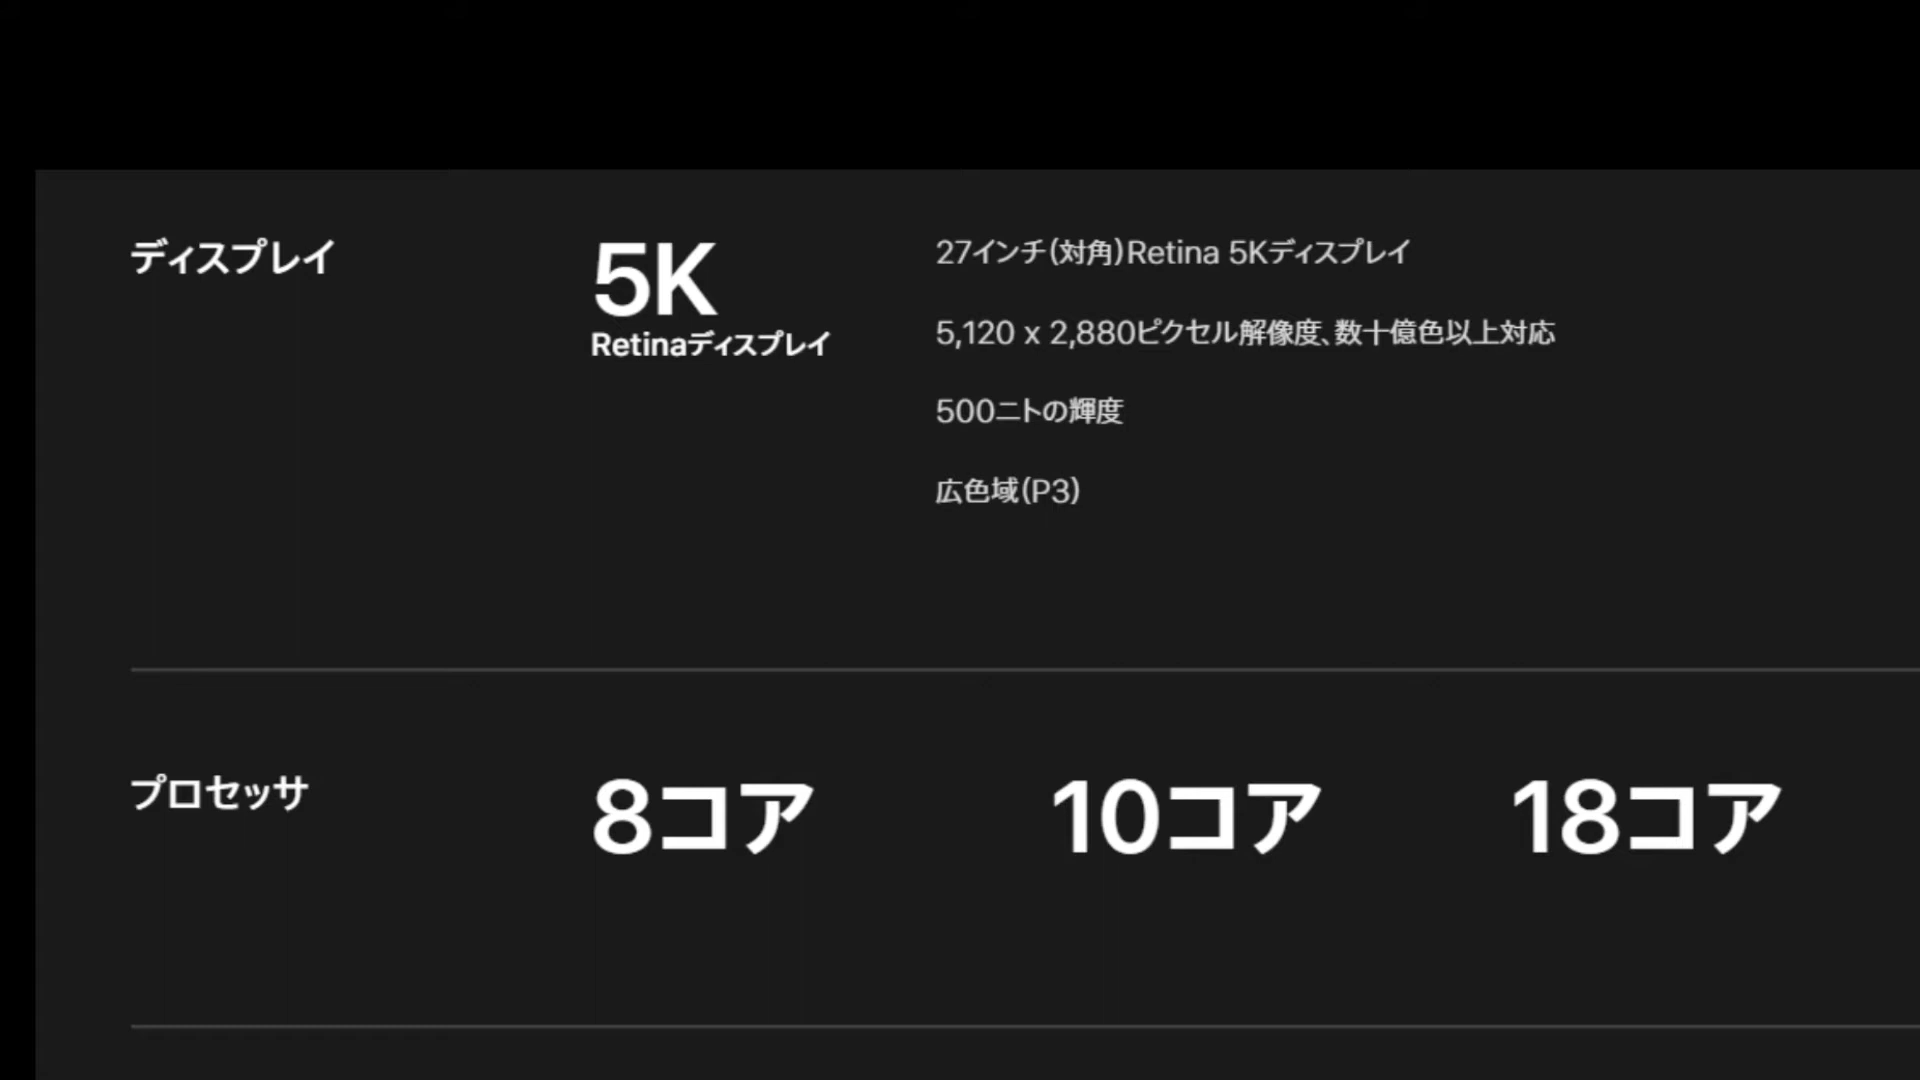 ディスプレイ
5K
Retinaディスプレイ
27インチ(対角)Retina 5Kディスプレイ
5,120 x 2,880ピクセル解像度、数十億色以上対応
500ニトの輝度
広色域(P3)
プロセッサ
8コア
10コア
18コア